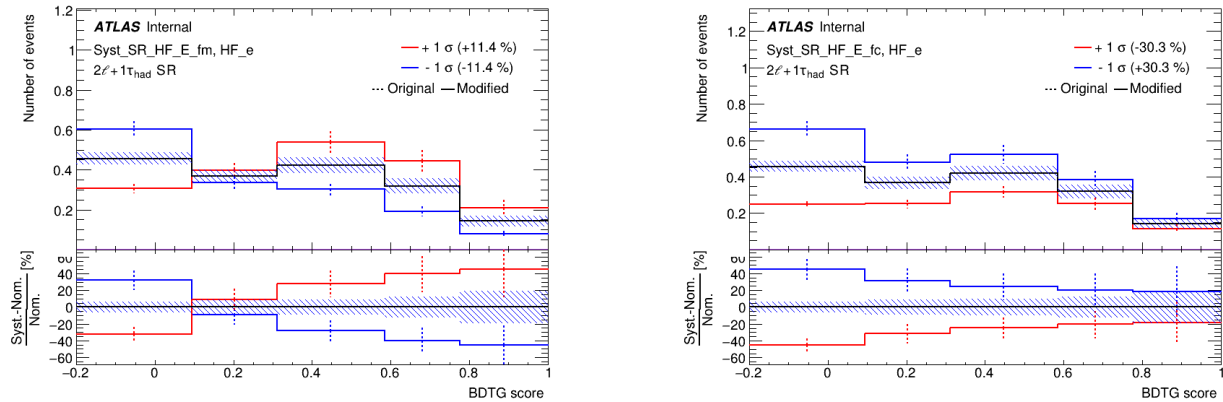 Number of events
1.2
1
0.8
0.6
0.4
0.2
ATLAS Internal
Syst_SR_HF_E_fm, HF_e
2ℓ+1τhad SR
+ 1 σ (+11.4 %)
- 1 σ (-11.4 %)
Original Modified
Syst.-Nom.
Nom.
[%]
60
40
20
0
−20
−40
−60
−0.2 0 0.2 0.4 0.6 0.8 1
BDTG score
Number of events
1.2
1
0.8
0.6
0.4
0.2
ATLAS Internal
Syst_SR_HF_E_fc, HF_e
2ℓ+1τhad SR
+ 1 σ (-30.3 %)
- 1 σ (+30.3 %)
Original Modified
Syst.-Nom.
Nom.
[%]
60
40
20
0
−20
−40
−60
−0.2 0 0.2 0.4 0.6 0.8 1
BDTG score